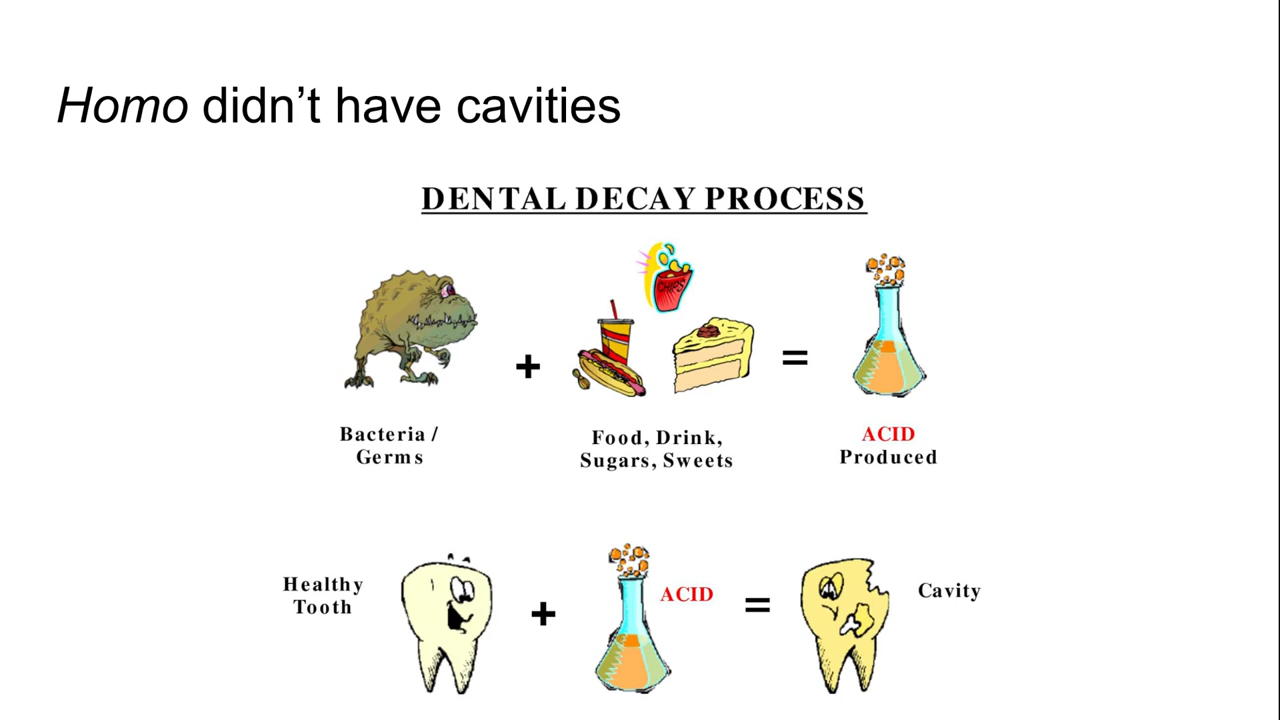 Homo didn’t have cavities
DENTAL DECAY PROCESS
CHIPS
+
=
Bacteria /
Germs
Food, Drink,
Sugars, Sweets
ACID
Produced
Healthy
Tooth
+
ACID
=
Cavity